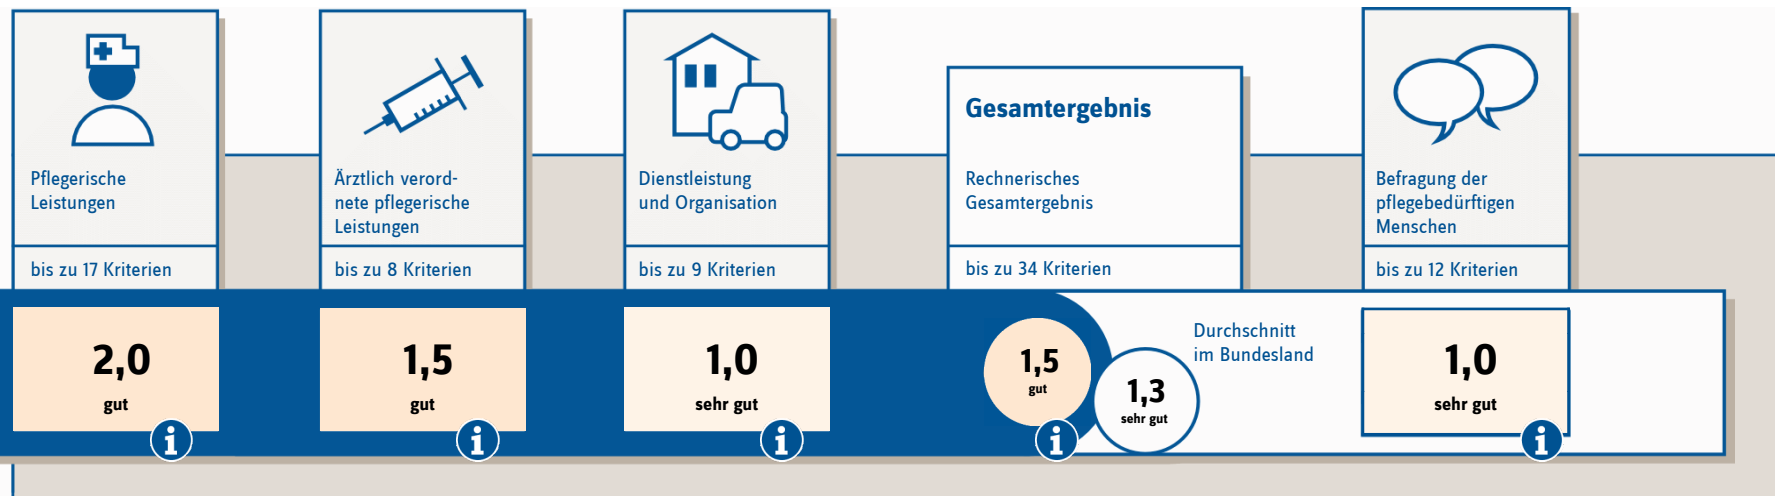 Pflegerische
Leistungen
bis zu 17 Kriterien
2,0
gut
i
Ärztlich verord-
nete pflegerische
Leistungen
bis zu 8 Kriterien
1,5
gut
i
Dienstleistung
und Organisation
bis zu 9 Kriterien
1,0
sehr gut
i
Gesamtergebnis
Rechnerisches
Gesamtergebnis
bis zu 34 Kriterien
1,5
gut
i
1,3
sehr gut
Durchschnitt
im Bundesland
Befragung der
pflegebedürftigen
Menschen
bis zu 12 Kriterien
1,0
sehr gut
i